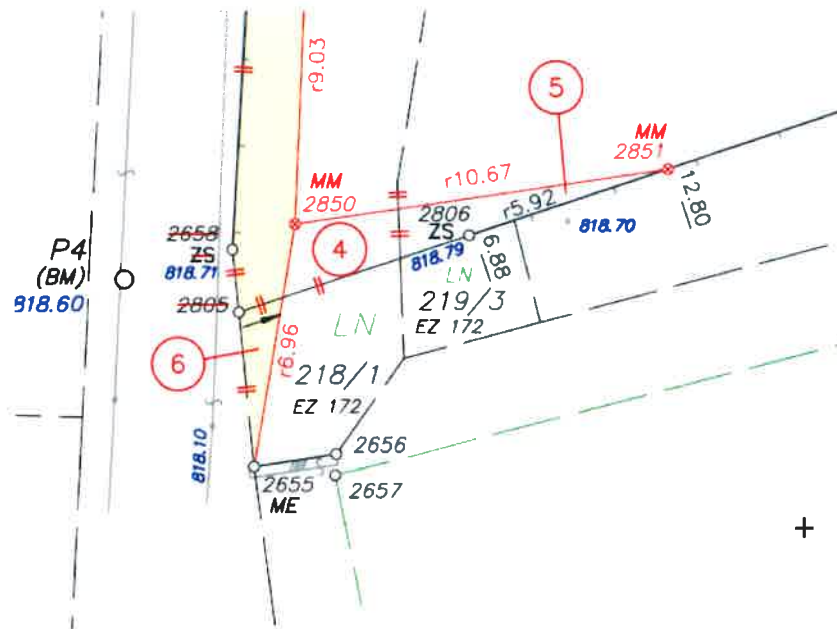 r9.03
5
MM
2851
MM
2850
r10.67
12.80
2806
r5.92
ZS
818.70
818.79
6.88
2658
ZS
818.71
4
P4
(BM)
818.60
2805
LN
219/3
EZ 172
LN
6
r6.96
218/1
EZ 172
818.10
2656
2655
2657
ME